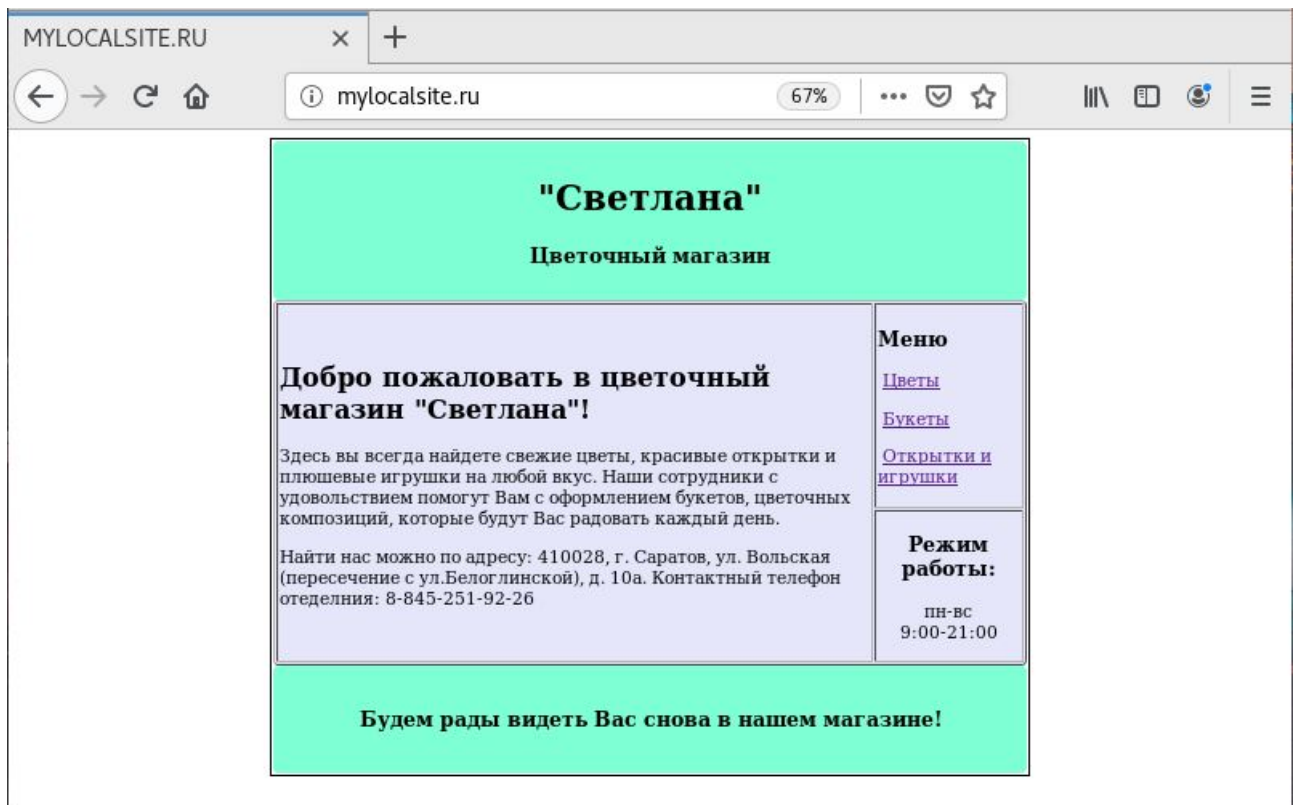 MYLOCALSITE.RU
mylocalsite.ru
67%
"Светлана"
Цветочный магазин
Добро пожаловать в цветочный
магазин "Светлана"!
Здесь вы всегда найдете свежие цветы, красивые открытки и
плюшевые игрушки на любой вкус. Наши сотрудники с
удовольствием помогут Вам с оформлением букетов, цветочных
композиций, которые будут Вас радовать каждый день.
Найти нас можно по адресу: 410028, г. Саратов, ул. Вольская
(пересечение с ул.Белоглинской), д. 10а. Контактный телефон
отеделния: 8-845-251-92-26
Меню
Цветы
Букеты
Открытки и
игрушки
Режим
работы:
пн-вс
9:00-21:00
Будем рады видеть Вас снова в нашем магазине!